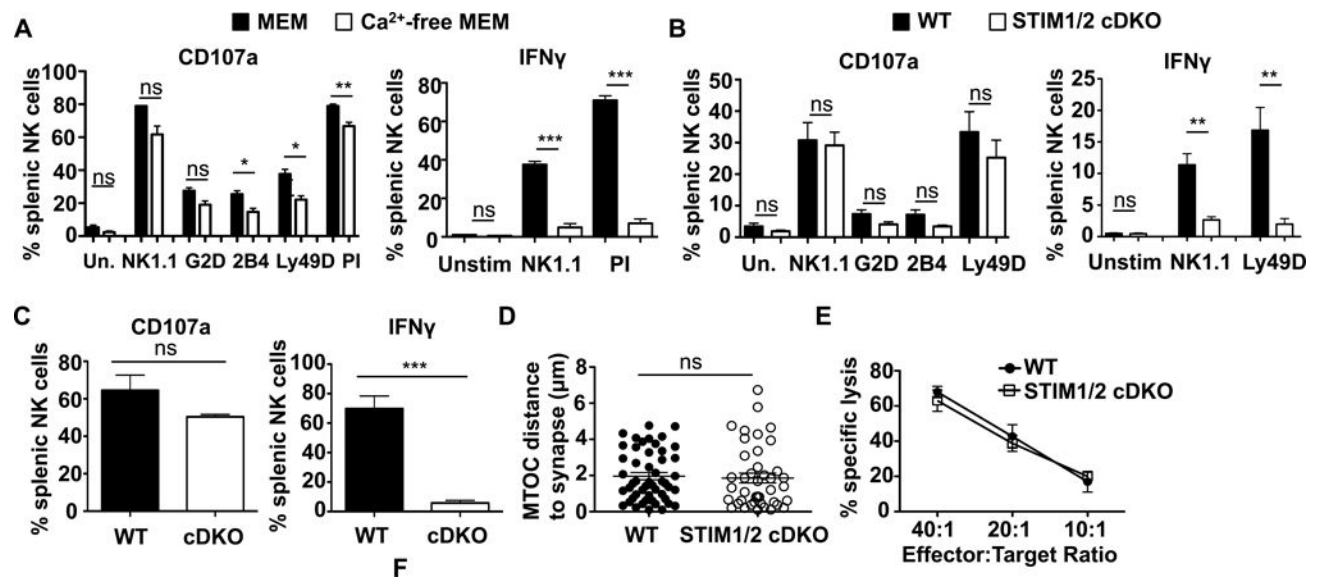 A
MEM
Ca²⁺-free MEM
CD107a
% splenic NK cells
100
80
60
40
20
0
ns
ns
ns
*
*
**
Un. NK1.1 G2D 2B4 Ly49D PI
IFNγ
% splenic NK cells
80
60
40
20
0
ns
***
***
Unstim NK1.1 PI
B
WT
STIM1/2 cDKO
CD107a
% splenic NK cells
50
40
30
20
10
0
ns
ns
ns
ns
ns
Un. NK1.1 G2D 2B4 Ly49D
IFNγ
% splenic NK cells
25
20
15
10
5
0
ns
**
**
Unstim NK1.1 Ly49D
C
CD107a
% splenic NK cells
80
60
40
20
0
ns
WT cDKO
IFNγ
% splenic NK cells
100
80
60
40
20
0
***
WT cDKO
D
MTOC distance
to synapse (μm)
8
6
4
2
0
ns
WT STIM1/2 cDKO
E
% specific lysis
80
60
40
20
0
WT
STIM1/2 cDKO
40:1 20:1 10:1
Effector:Target Ratio
F